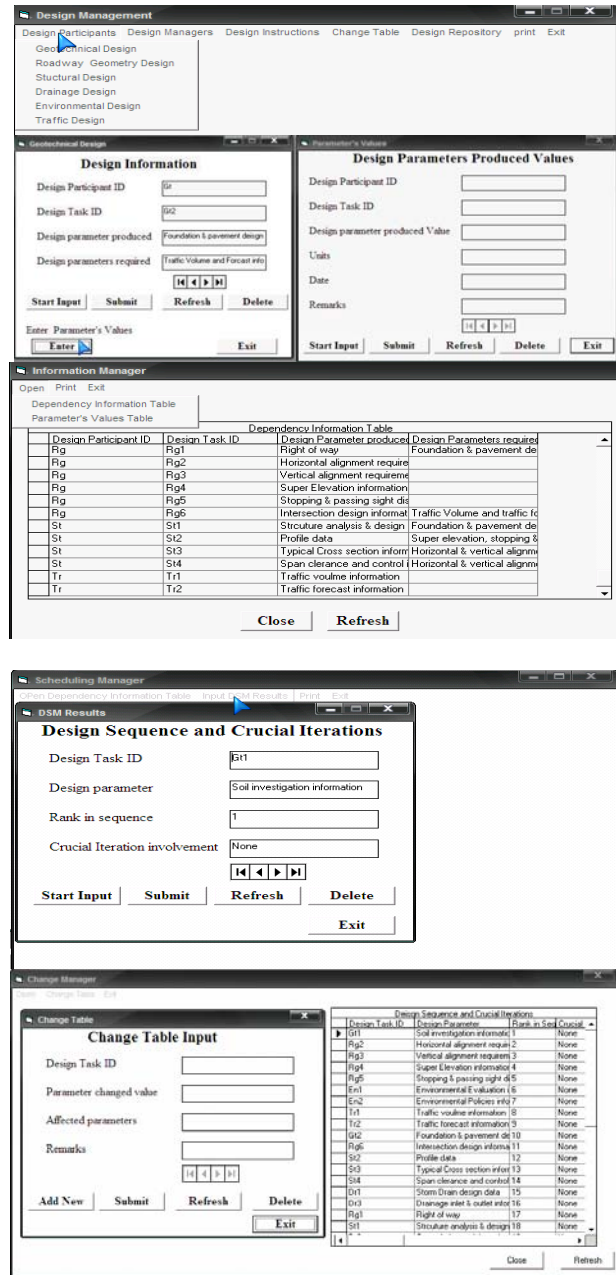 Design Management
Design Participants Design Managers Design Instructions Change Table Design Repository print Exit
Geotechnical Design
Roadway Geometry Design
Stuctural Design
Drainage Design
Environmental Design
Traffic Design
Geotechnical Design
Design Information
Design Participant ID Gt
Design Task ID Gt2
Design parameter produced Foundation & pavement design
Design parameters required Traffic Volume and Forcast info
Start Input Submit Refresh Delete
Enter Parameter's Values
Enter Exit
Parameter's Values
Design Parameters Produced Values
Design Participant ID
Design Task ID
Design parameter produced Value
Units
Date
Remarks
Start Input Submit Refresh Delete Exit
Information Manager
Open Print Exit
Dependency Information Table
Parameter's Values Table
Dependency Information Table
Design Participant ID Design Task ID Design Parameter produced Design Parameters required
Rg Rg1 Right of way Foundation & pavement de
Rg Rg2 Horizontal alignment require
Rg Rg3 Vertical alignment requireme
Rg Rg4 Super Elevation information
Rg Rg5 Stopping & passing sight dis
Rg Rg6 Intersection design informat Traffic Volume and traffic fo
St St1 Strcuture analysis & design Foundation & pavement de
St St2 Profile data Super elevation, stopping &
St St3 Typical Cross section inform Horizontal & vertical alignme
St St4 Span clerance and control i Horizontal & vertical alignme
Tr Tr1 Traffic voulme information
Tr Tr2 Traffic forecast information
Close Refresh
Scheduling Manager
OPen Dependency Information Table Input DSM Results Print Exit
DSM Results
Design Sequence and Crucial Iterations
Design Task ID Gt1
Design parameter Soil investigation information
Rank in sequence 1
Crucial Iteration involvement None
Start Input Submit Refresh Delete
Exit
Change Manager
Open Change Table Exit
Change Table
Change Table Input
Design Task ID
Parameter changed value
Affected parameters
Remarks
Add New Submit Refresh Delete
Exit
Design Sequence and Crucial Iterations
Design Task ID Design Parameter Rank in Seq Crucial
Gt1 Soil investigation informatic 1 None
Rg2 Horizontal alignment requir 2 None
Rg3 Vertical alignment requirem 3 None
Rg4 Super Elevation informatior 4 None
Rg5 Stopping & passing sight di 5 None
En1 Environmental Evaluation i 6 None
En2 Environmental Policies info 7 None
Tr1 Traffic voulme information 8 None
Tr2 Traffic forecast information 9 None
Gt2 Foundation & pavement de 10 None
Rg6 Intersection design informa 11 None
St2 Profile data 12 None
St3 Typical Cross section inforr 13 None
St4 Span clerance and control 14 None
Dr1 Storm Drain design data 15 None
Dr3 Drainage inlet & outlet infor 16 None
Rg1 Right of way 17 None
St1 Strcuture analysis & design 18 None
Close Refresh